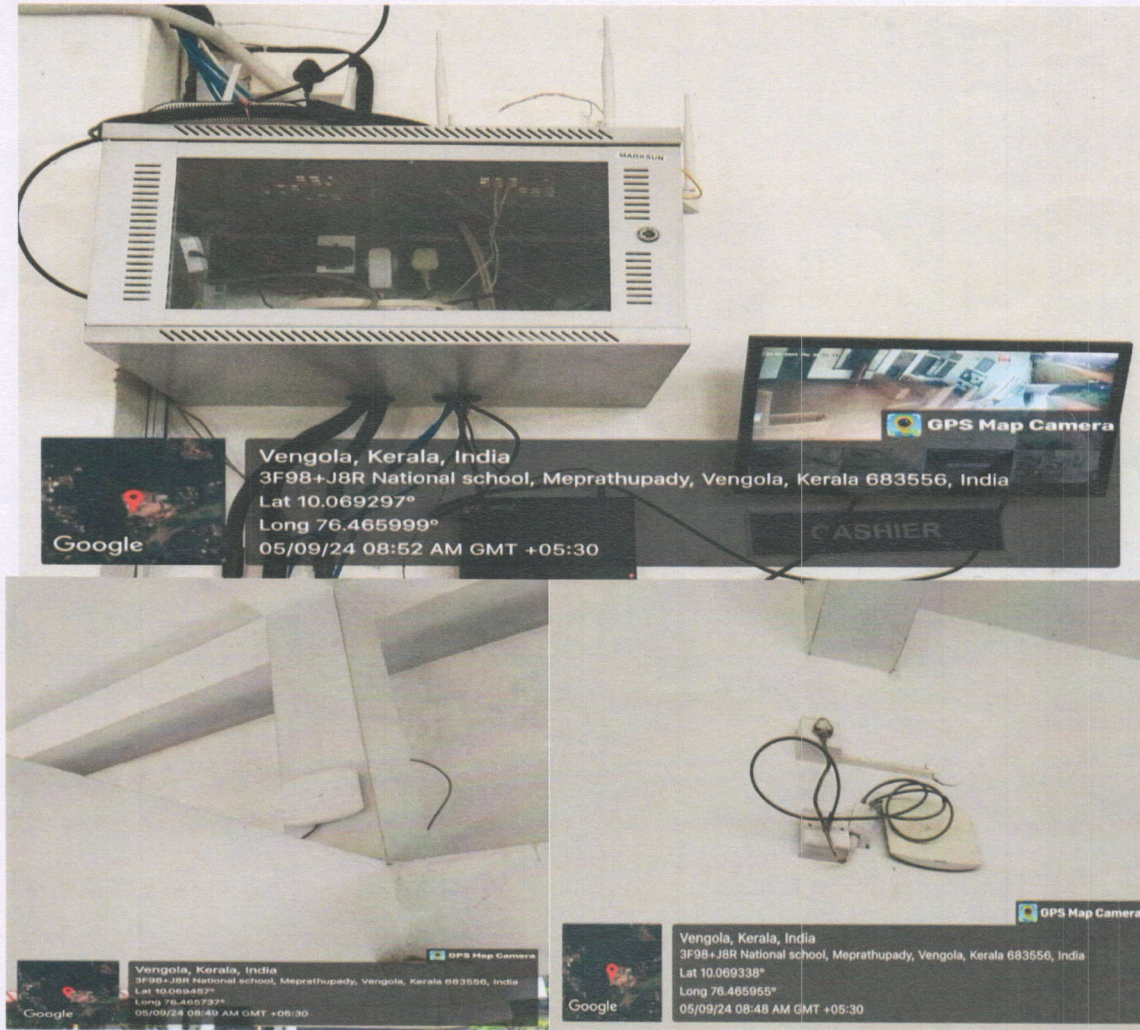 MARKSUN
GPS Map Camera
Vengola, Kerala, India
3F98+J8R National school, Meprathupady, Vengola, Kerala 683556, India
Lat 10.069297°
Long 76.465999°
05/09/24 08:52 AM GMT +05:30
Google
CASHIER
GPS Map Camera
Vengola, Kerala, India
3F98+J8R National school, Meprathupady, Vengola, Kerala 683556, India
Lat 10.069457°
Long 76.465737°
05/09/24 08:49 AM GMT +05:30
Google
GPS Map Camera
Vengola, Kerala, India
3F98+J8R National school, Meprathupady, Vengola, Kerala 683556, India
Lat 10.069338°
Long 76.465955°
05/09/24 08:48 AM GMT +05:30
Google